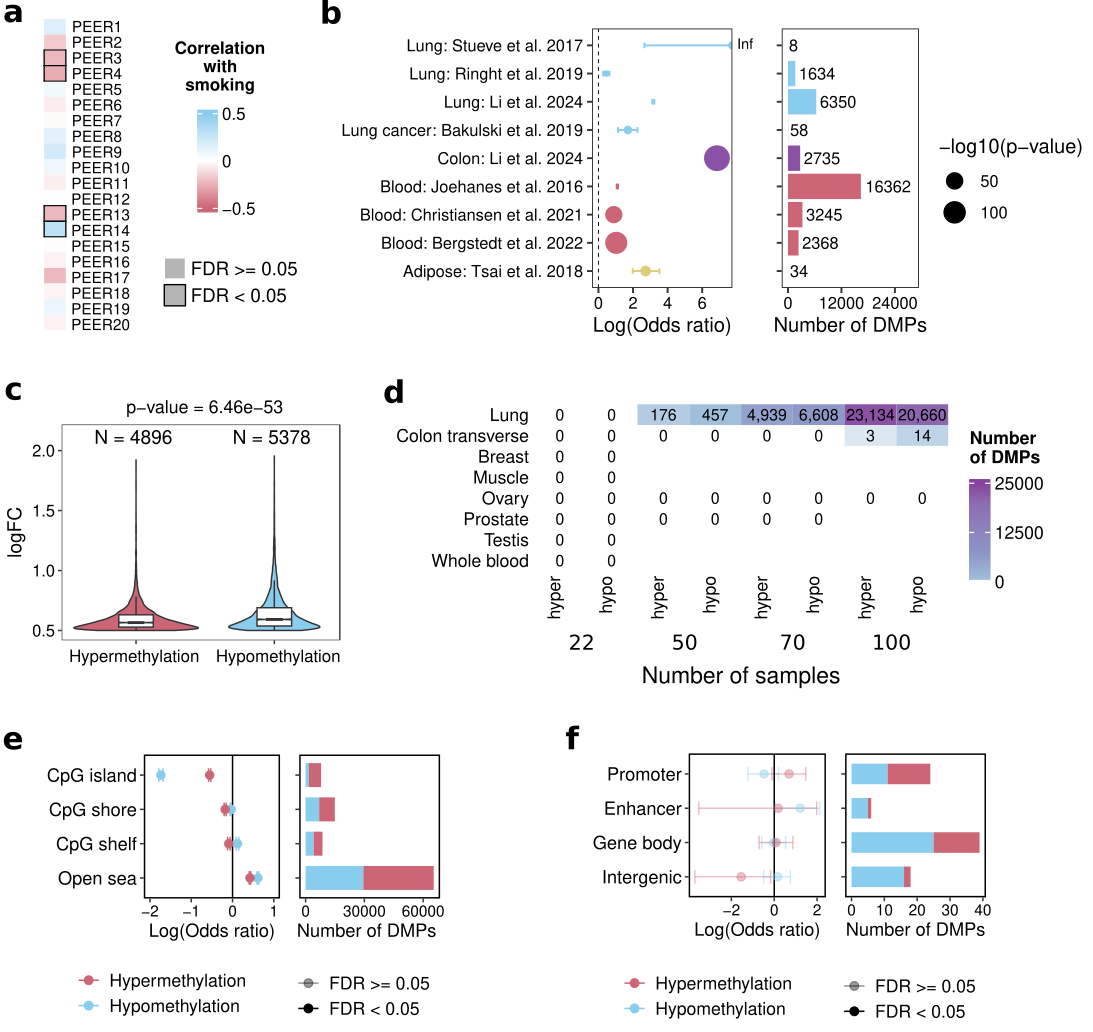 a
PEER1
PEER2
PEER3
PEER4
PEER5
PEER6
PEER7
PEER8
PEER9
PEER10
PEER11
PEER12
PEER13
PEER14
PEER15
PEER16
PEER17
PEER18
PEER19
PEER20
Correlation
with
smoking
0.5
0
−0.5
FDR >= 0.05
FDR < 0.05
b
Lung: Stueve et al. 2017
Lung: Ringht et al. 2019
Lung: Li et al. 2024
Lung cancer: Bakulski et al. 2019
Colon: Li et al. 2024
Blood: Joehanes et al. 2016
Blood: Christiansen et al. 2021
Blood: Bergstedt et al. 2022
Adipose: Tsai et al. 2018
Inf
0 2 4 6
Log(Odds ratio)
8
1634
6350
58
2735
16362
3245
2368
34
0 12000 24000
Number of DMPs
−log10(p−value)
50
100
c
p−value = 6.46e−53
N = 4896 N = 5378
2.0
1.5
1.0
0.5
logFC
Hypermethylation Hypomethylation
d
Lung 0 0 176 457 4,939 6,608 23,134 20,660
Colon transverse 0 0 0 0 0 0 3 14
Breast 0 0
Muscle 0 0
Ovary 0 0 0 0 0 0 0 0
Prostate 0 0 0 0 0 0
Testis 0 0
Whole blood 0 0
hyper hypo hyper hypo hyper hypo hyper hypo
22 50 70 100
Number of samples
Number
of DMPs
25000
12500
0
e
CpG island
CpG shore
CpG shelf
Open sea
−2 −1 0 1
Log(Odds ratio)
0 30000 60000
Number of DMPs
Hypermethylation
Hypomethylation
FDR >= 0.05
FDR < 0.05
f
Promoter
Enhancer
Gene body
Intergenic
−2 0 2
Log(Odds ratio)
0 10 20 30 40
Number of DMPs
Hypermethylation
Hypomethylation
FDR >= 0.05
FDR < 0.05